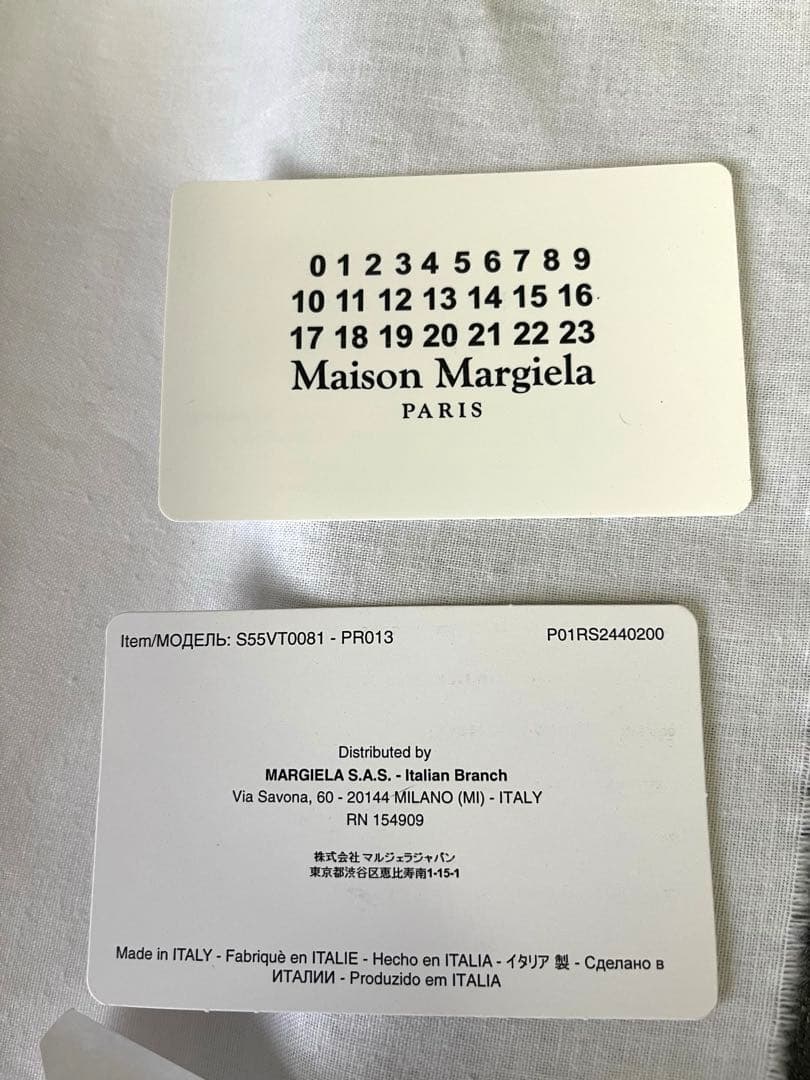 0 1 2 3 4 5 6 7 8 9
10 11 12 13 14 15 16
17 18 19 20 21 22 23
Maison Margiela
PARIS
Item/МОДЕЛЬ: S55VT0081 - PR013 P01RS2440200
Distributed by
MARGIELA S.A.S. - Italian Branch
Via Savona, 60 - 20144 MILANO (MI) - ITALY
RN 154909
株式会社 マルジェラジャパン
東京都渋谷区恵比寿南1-15-1
Made in ITALY - Fabriquè en ITALIE - Hecho en ITALIA - イタリア 製 - Сделано в
ИТАЛИИ - Produzido em ITALIA